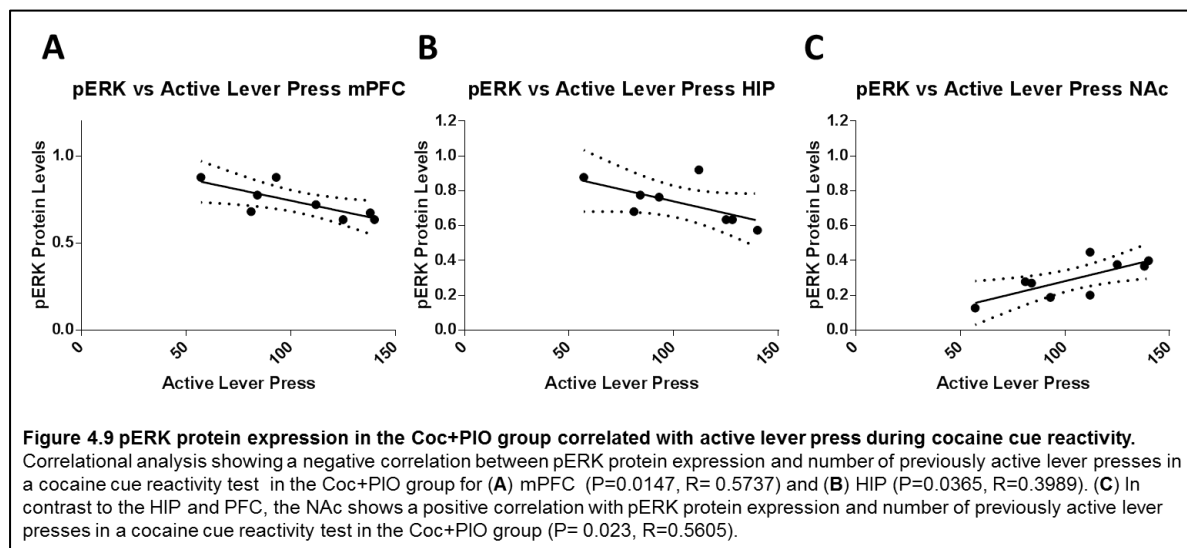 A
pERK vs Active Lever Press mPFC
pERK Protein Levels
1.0
0.5
0.0
0
50
100
150
Active Lever Press
B
pERK vs Active Lever Press HIP
pERK Protein Levels
1.2
1.0
0.8
0.6
0.4
0.2
0.0
0
50
100
150
Active Lever Press
C
pERK vs Active Lever Press NAc
pERK Protein Levels
1.2
1.0
0.8
0.6
0.4
0.2
0.0
0
50
100
150
Active Lever Press
Figure 4.9 pERK protein expression in the Coc+PIO group correlated with active lever press during cocaine cue reactivity.
Correlational analysis showing a negative correlation between pERK protein expression and number of previously active lever presses in
a cocaine cue reactivity test in the Coc+PIO group for (A) mPFC (P=0.0147, R= 0.5737) and (B) HIP (P=0.0365, R=0.3989). (C) In
contrast to the HIP and PFC, the NAc shows a positive correlation with pERK protein expression and number of previously active lever
presses in a cocaine cue reactivity test in the Coc+PIO group (P= 0.023, R=0.5605).